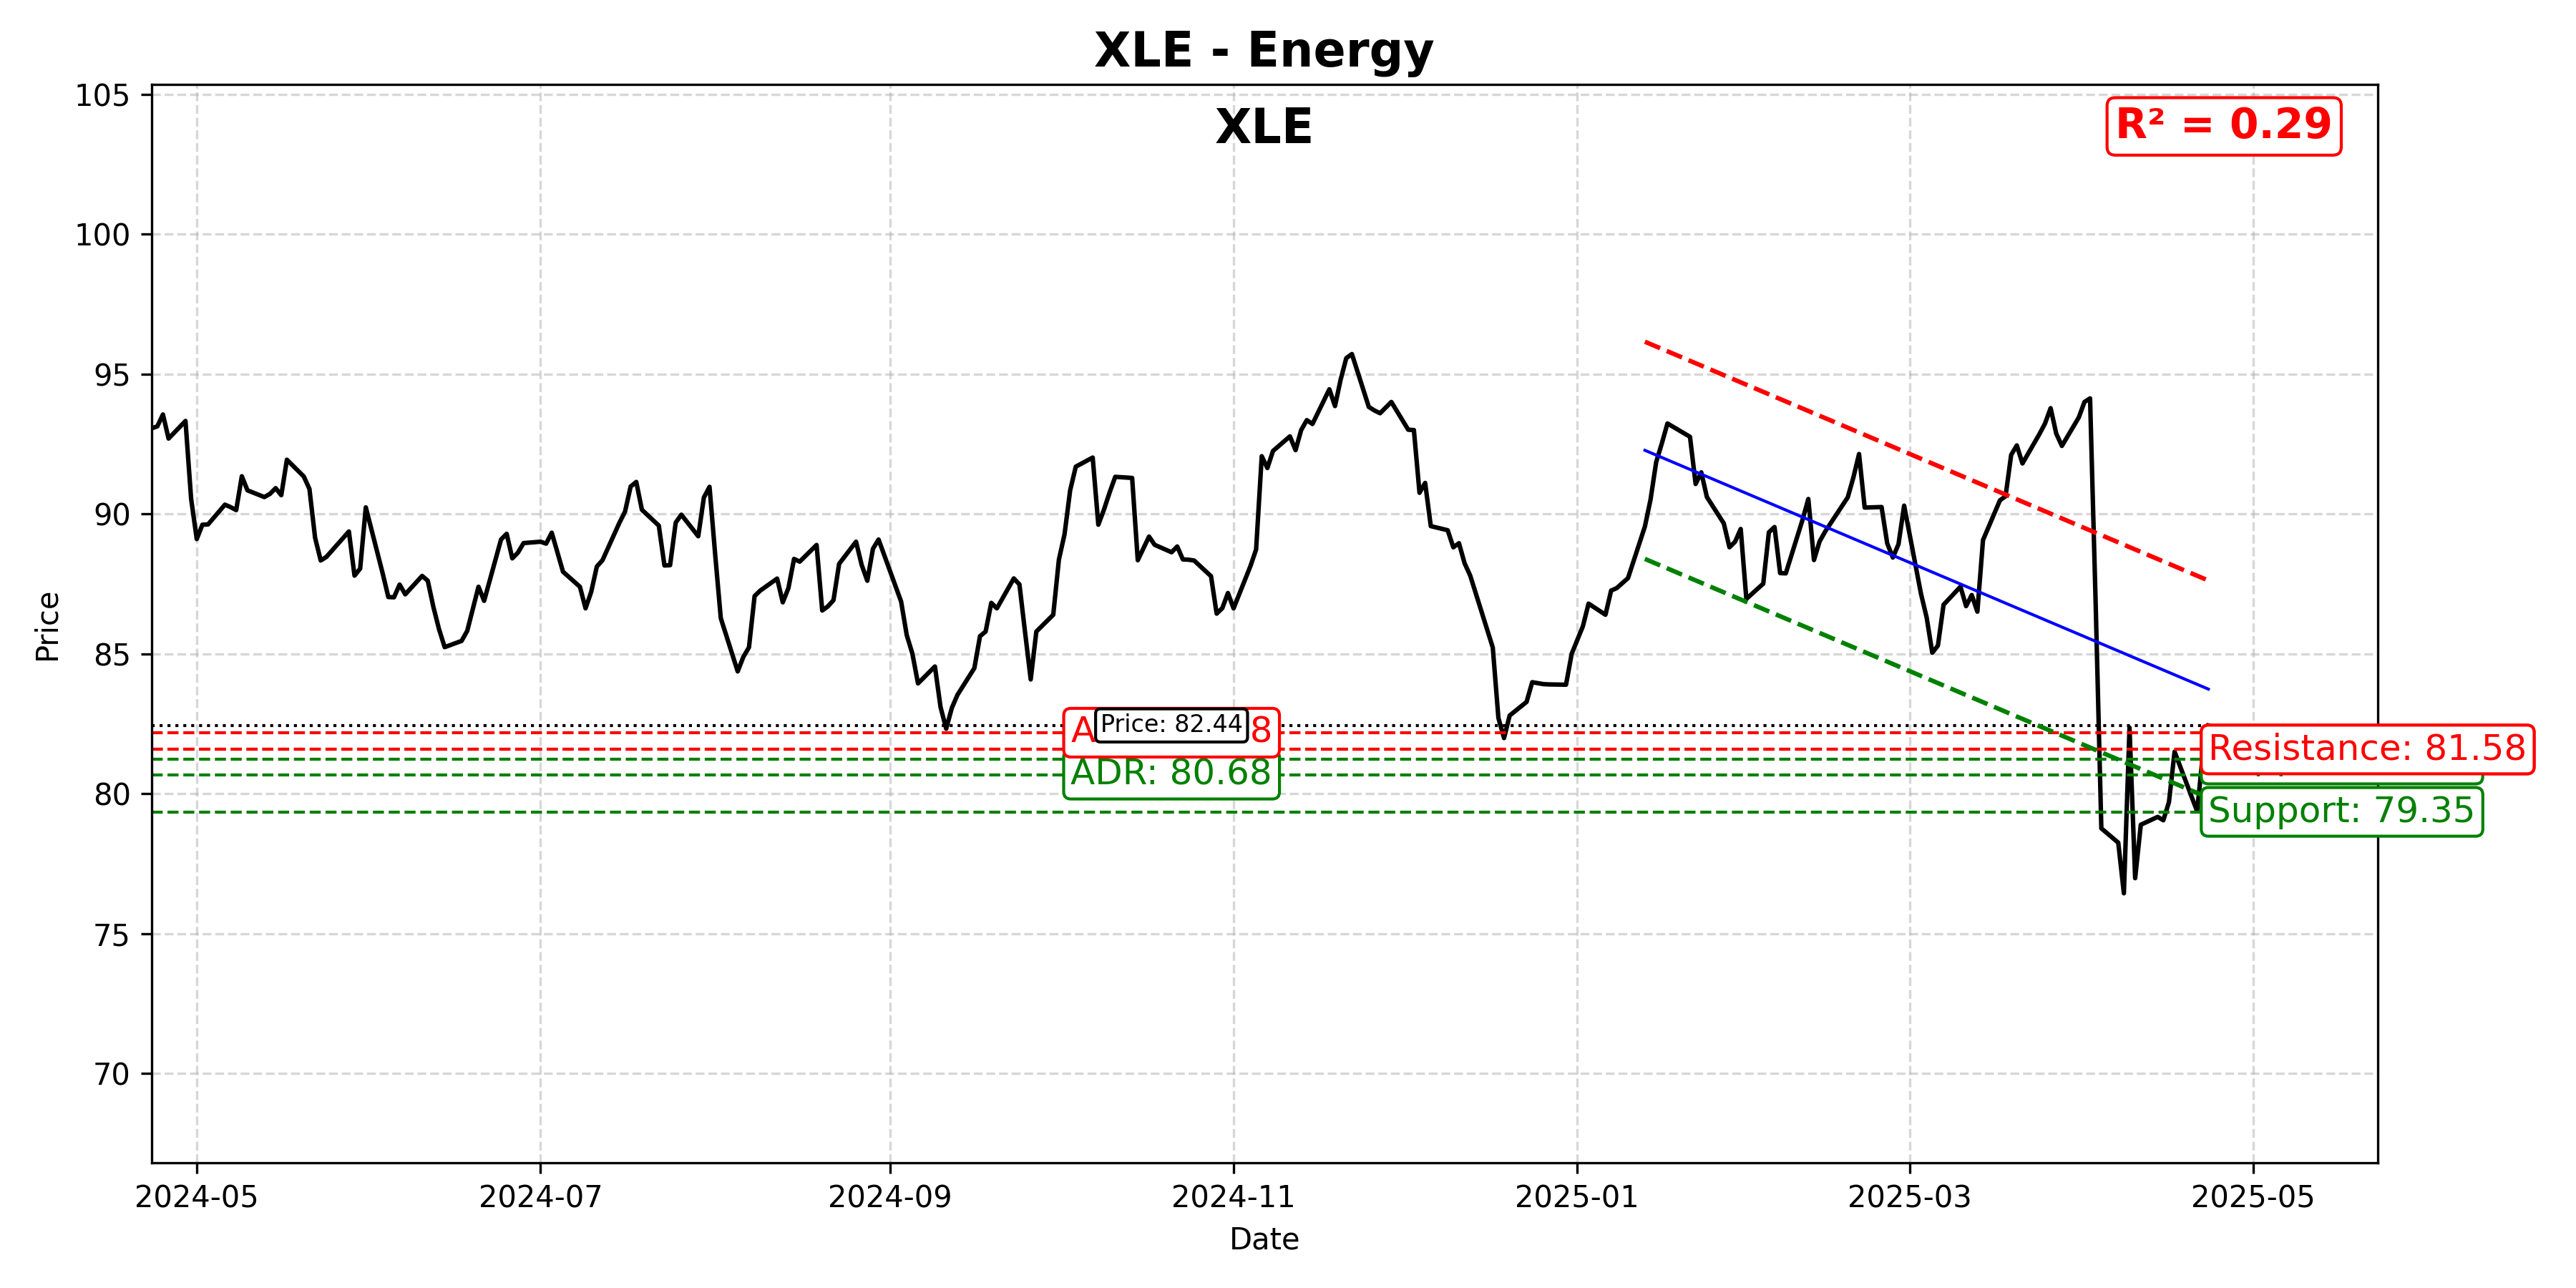 XLE - Energy
XLE
R² = 0.29
105
100
95
90
85
80
75
70
Price
Price: 82.44
ADR: 80.68
Resistance: 81.58
Support: 79.35
2024-05
2024-07
2024-09
2024-11
2025-01
2025-03
2025-05
Date